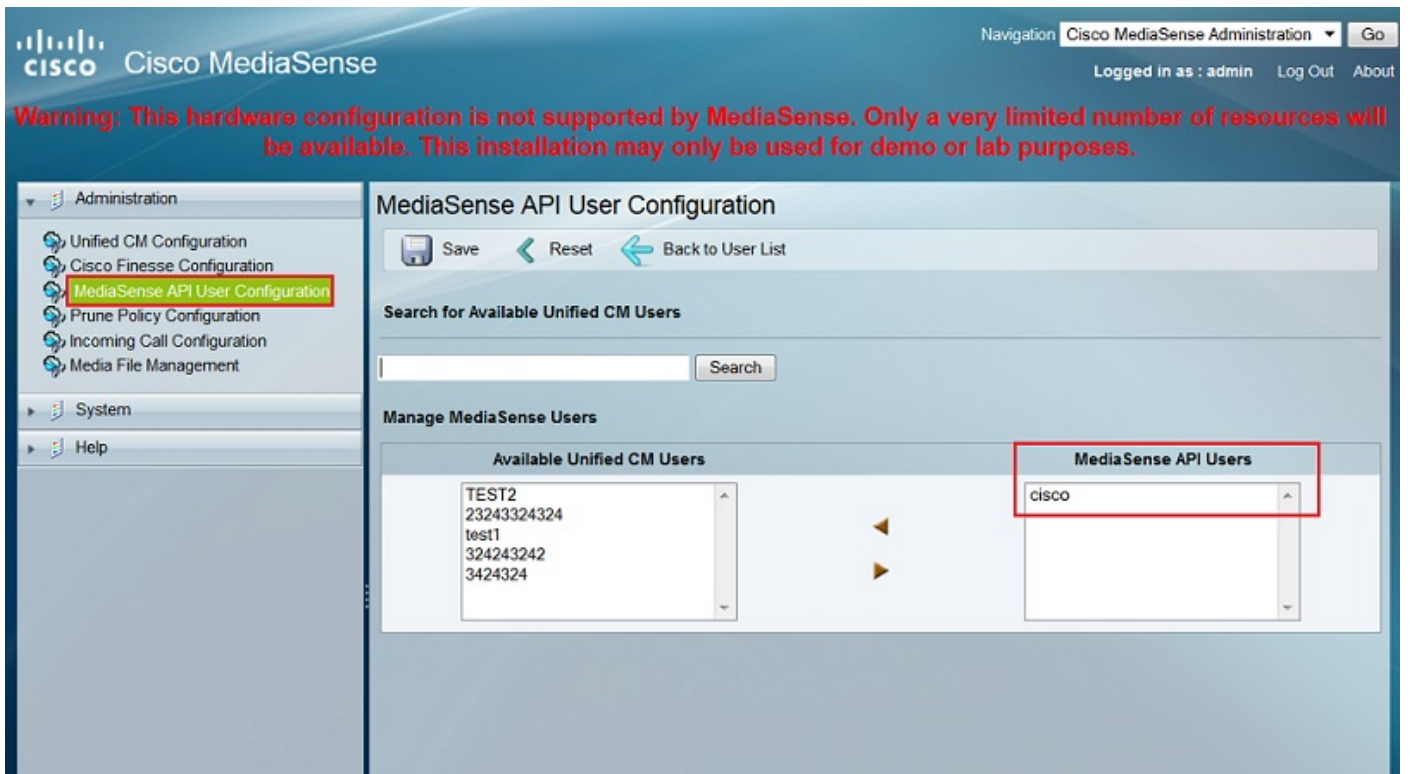 Navigation Cisco MediaSense Administration Go
CISCO Cisco MediaSense
Logged in as : admin Log Out About
Warning: This hardware configuration is not supported by MediaSense. Only a very limited number of resources will
be available. This installation may only be used for demo or lab purposes.
Administration
Unified CM Configuration
Cisco Finesse Configuration
MediaSense API User Configuration
Prune Policy Configuration
Incoming Call Configuration
Media File Management
System
Help
MediaSense API User Configuration
Save Reset Back to User List
Search for Available Unified CM Users
Search
Manage MediaSense Users
Available Unified CM Users
MediaSense API Users
TEST2
23243324324
test1
324243242
3424324
cisco